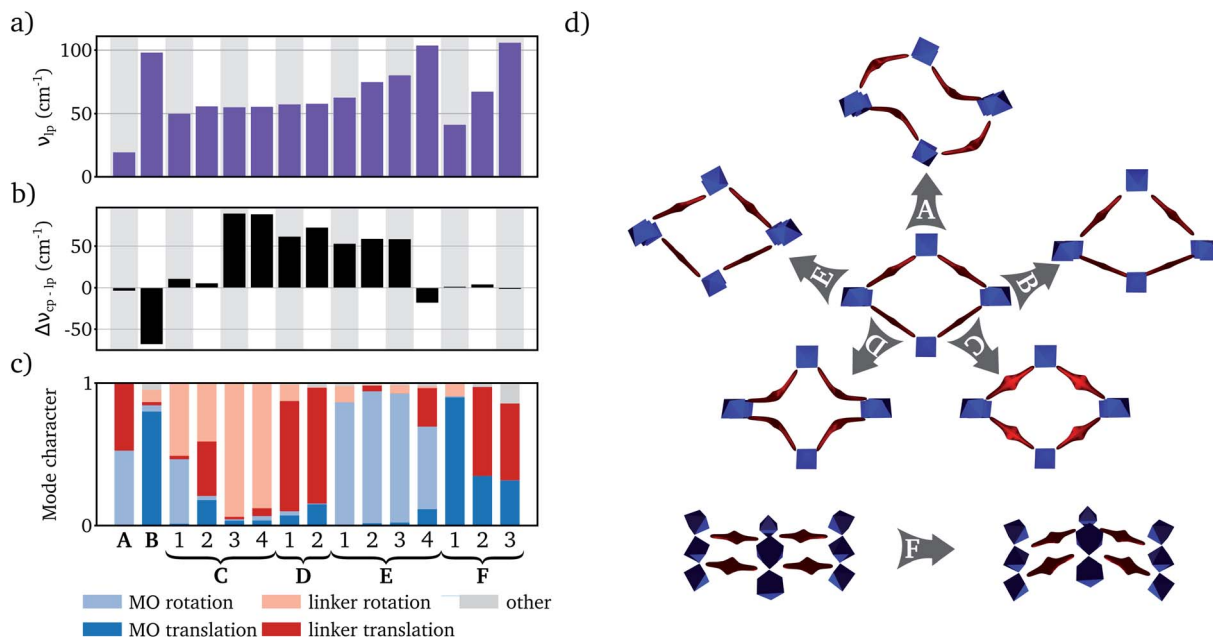 a)
ν_lp (cm⁻¹)
100
50
0
b)
Δν_cp - lp (cm⁻¹)
50
0
-50
c)
Mode character
1
0
A B 1 2 3 4 1 2 1 2 3 4 1 2 3
C D E F
MO rotation linker rotation other
MO translation linker translation
d)
A
E
B
D
C
F